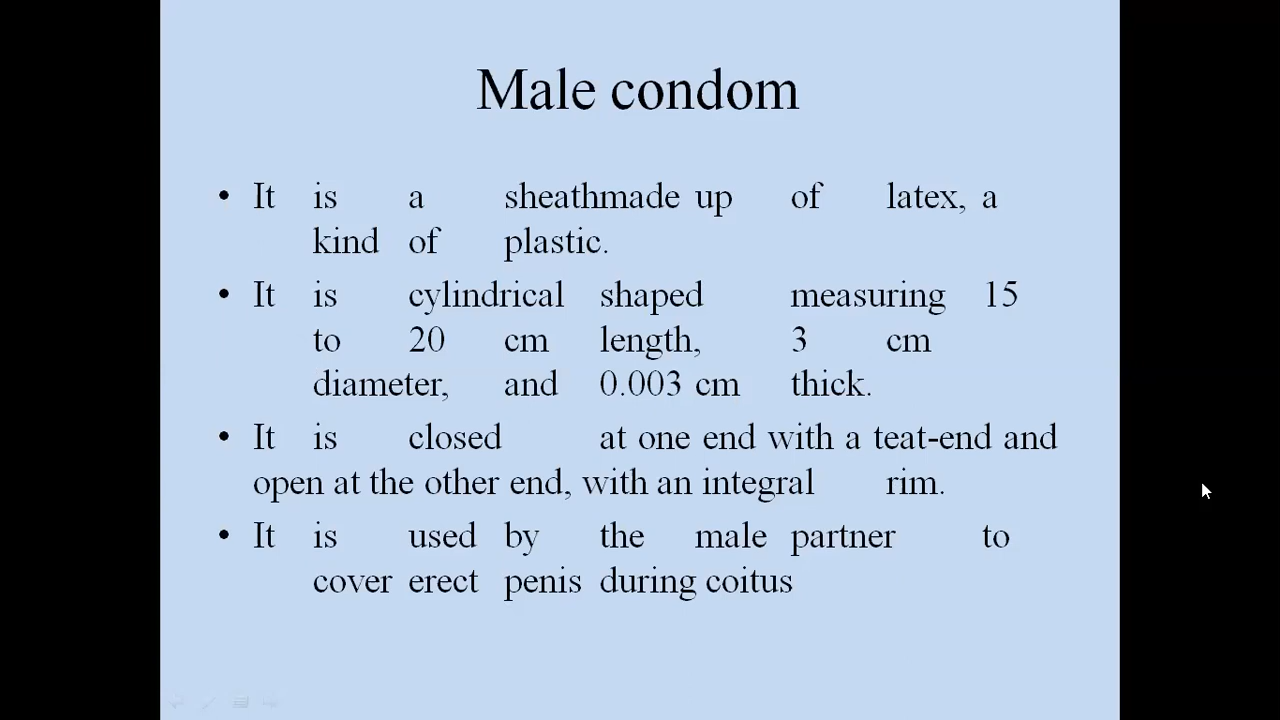 Male condom
• It is a sheathmade up of latex, a
kind of plastic.
• It is cylindrical shaped measuring 15
to 20 cm length, 3 cm
diameter, and 0.003 cm thick.
• It is closed at one end with a teat-end and
open at the other end, with an integral rim.
• It is used by the male partner to
cover erect penis during coitus